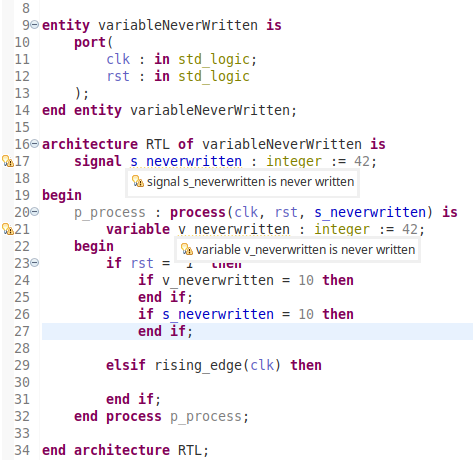 8
9 entity variableNeverWritten is
10 port(
11 clk : in std_logic;
12 rst : in std_logic
13 );
14 end entity variableNeverWritten;
15
16 architecture RTL of variableNeverWritten is
17 signal s_neverwritten : integer := 42;
18 signal s_neverwritten is never written
19 begin
20 p_process : process(clk, rst, s_neverwritten) is
21 variable v_neverwritten : integer := 42;
22 begin variable v_neverwritten is never written
23 if rst = '1' then
24 if v_neverwritten = 10 then
25 end if;
26 if s_neverwritten = 10 then
27 end if;
28
29 elsif rising_edge(clk) then
30
31 end if;
32 end process p_process;
33
34 end architecture RTL;